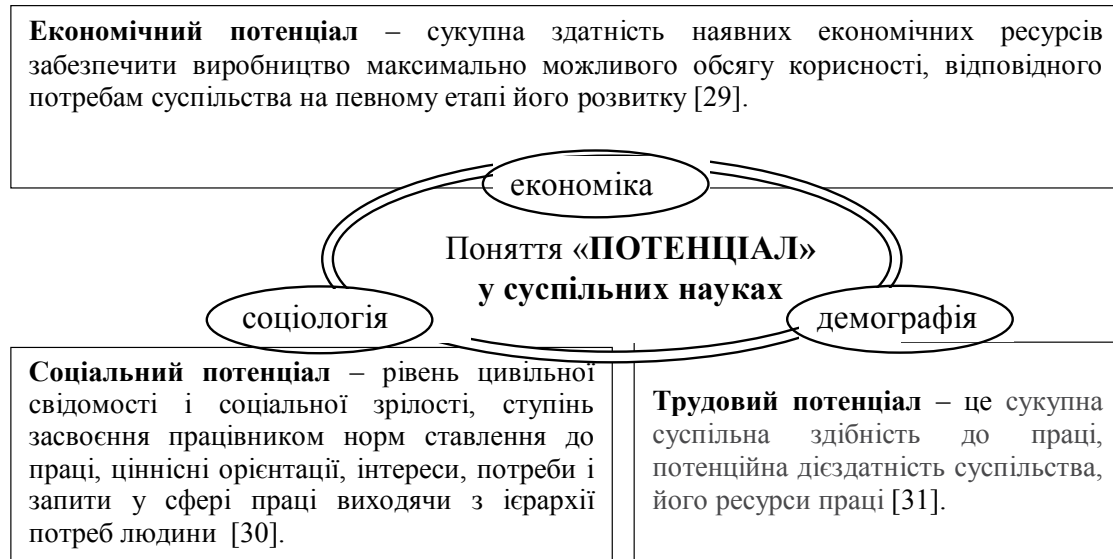 Економічний потенціал – сукупна здатність наявних економічних ресурсів
забезпечити виробництво максимально можливого обсягу корисності, відповідного
потребам суспільства на певному етапі його розвитку [29].
економіка
Поняття «ПОТЕНЦІАЛ»
у суспільних науках
соціологія
демографія
Соціальний потенціал – рівень цивільної
свідомості і соціальної зрілості, ступінь
засвоєння працівником норм ставлення до
праці, ціннісні орієнтації, інтереси, потреби і
запити у сфері праці виходячи з ієрархії
потреб людини [30].
Трудовий потенціал – це сукупна
суспільна здібність до праці,
потенційна дієздатність суспільства,
його ресурси праці [31].